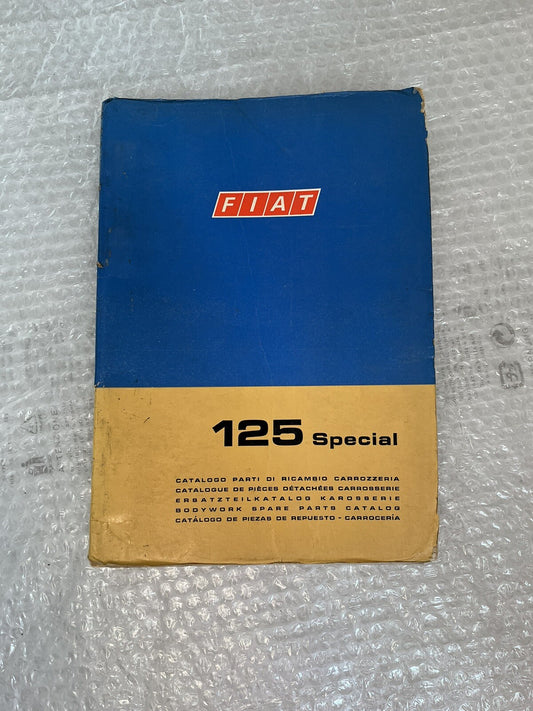 FIAT
125 Special
CATALOGO PARTI DI RICAMBIO CARROZZERIA
CATALOGUE DE PIÈCES DÉTACHÉES CARROSSERIE
ERSATZTEILKATALOG KAROSSERIE
BODYWORK SPARE PARTS CATALOG
CATÁLOGO DE PIEZAS DE REPUESTO - CARROCERÍA